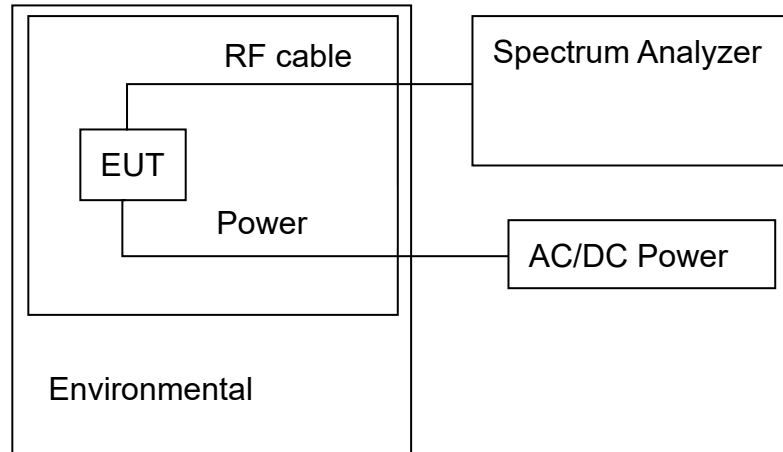 RF cable
Spectrum Analyzer
EUT
Power
AC/DC Power
Environmental